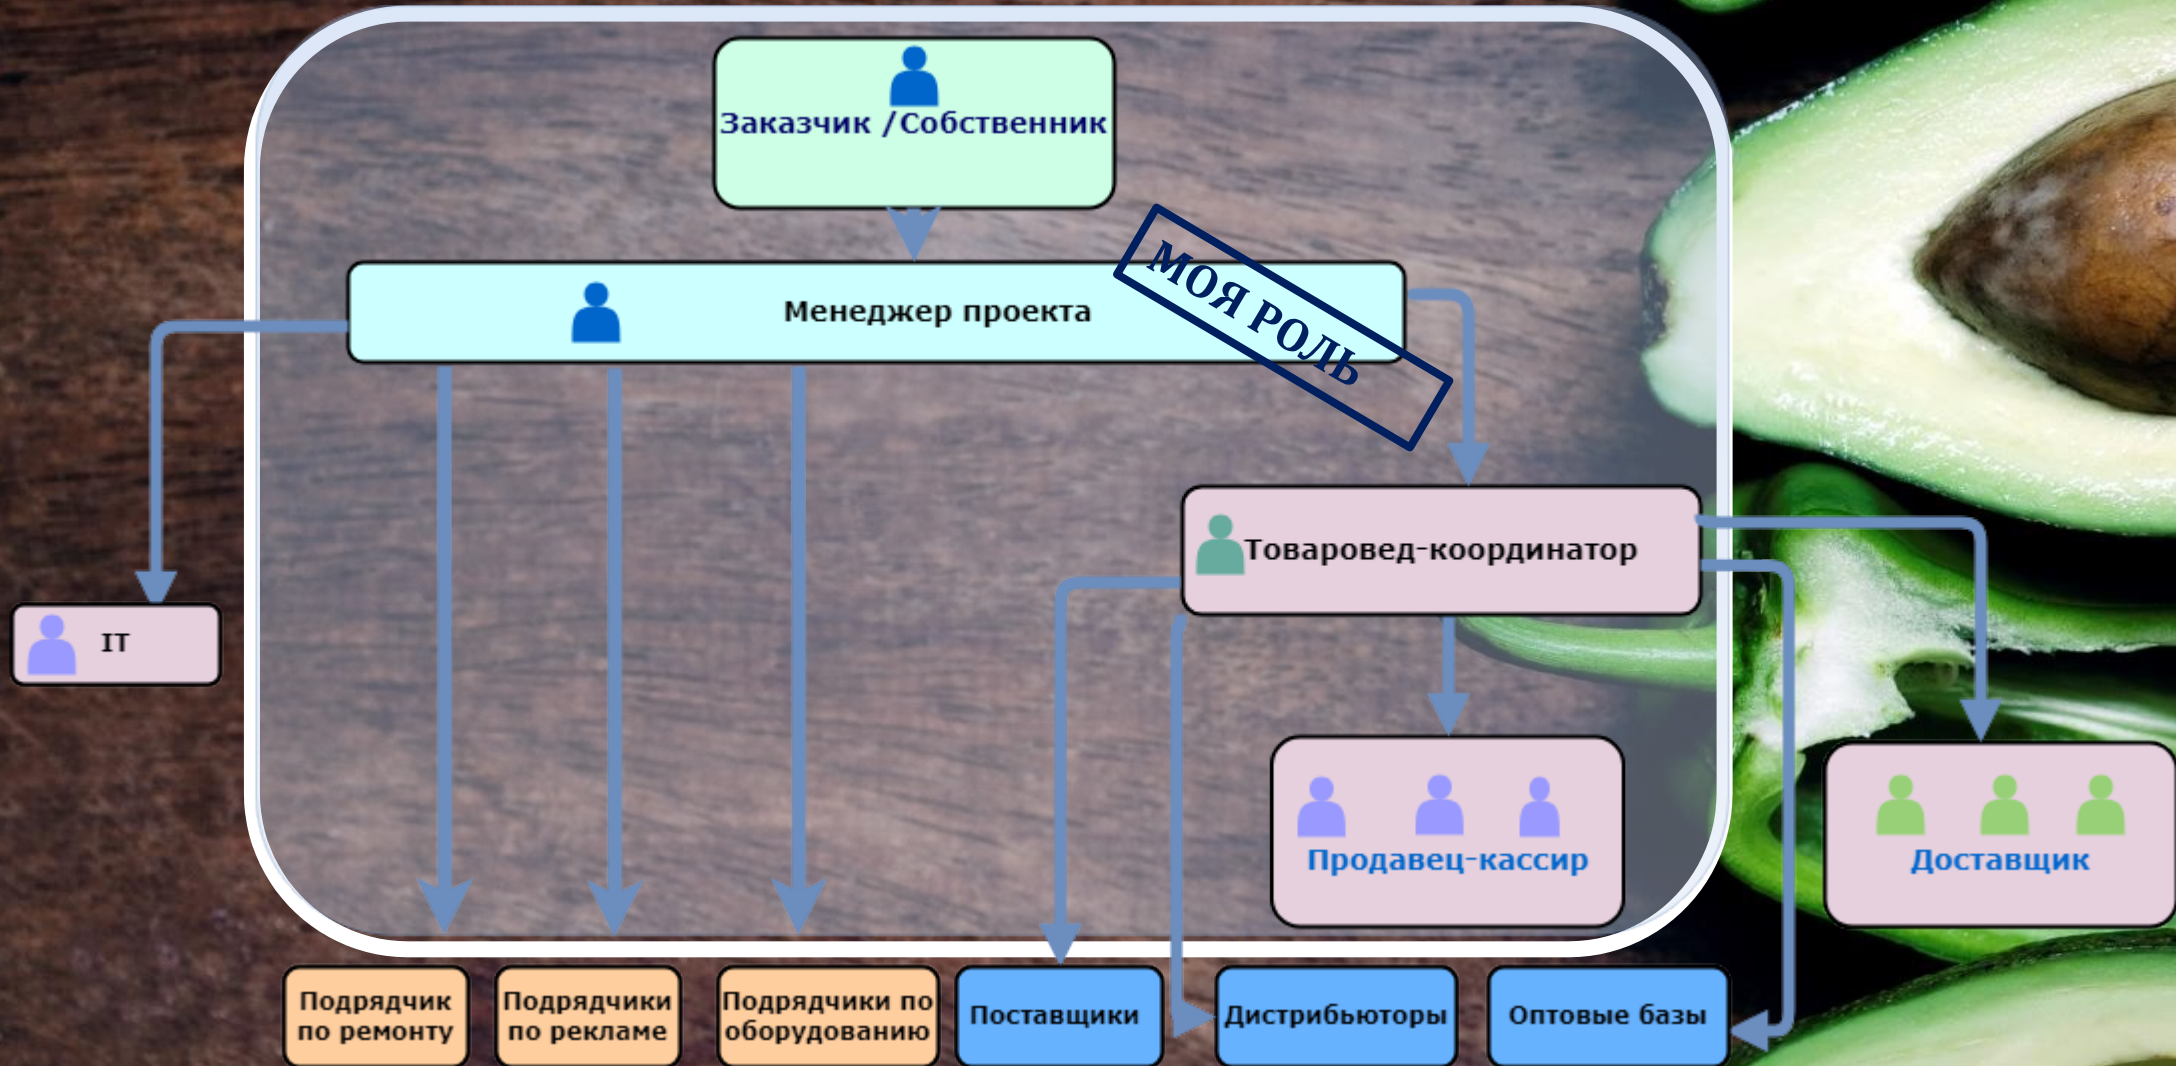 Заказчик /Собственник
Менеджер проекта
МОЯ РОЛЬ
Товаровед-координатор
IT
Продавец-кассир
Доставщик
Подрядчик
по ремонту
Подрядчики
по рекламе
Подрядчики по
оборудованию
Поставщики
Дистрибьюторы
Оптовые базы